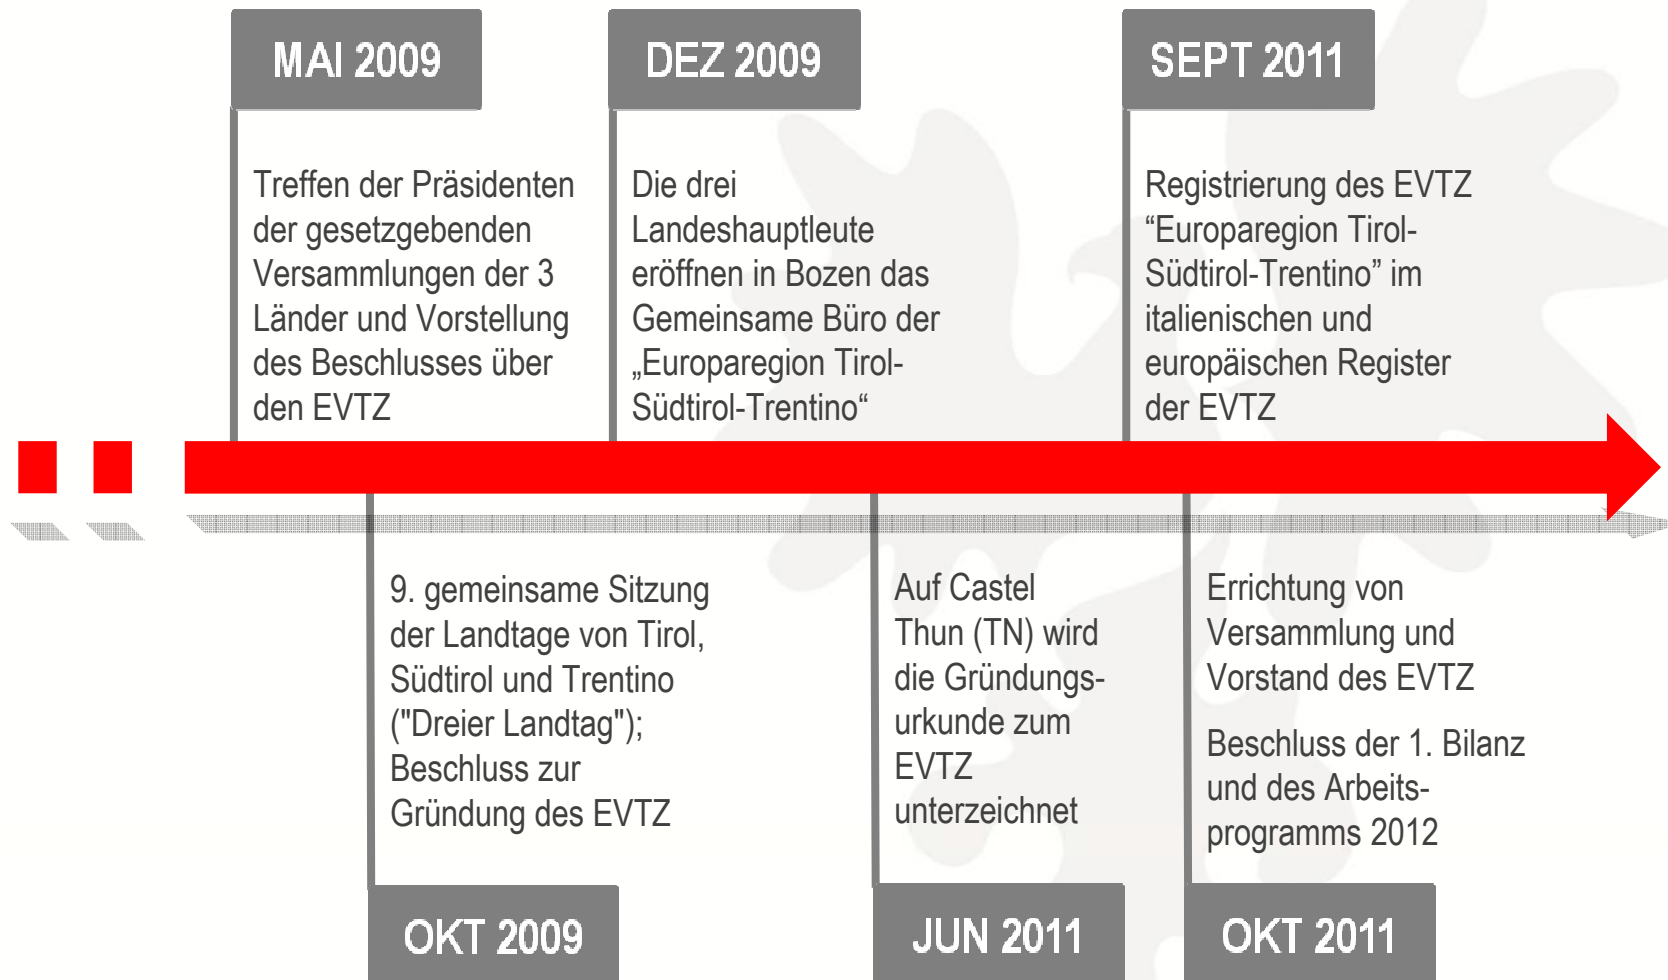 MAI 2009
Treffen der Präsidenten
der gesetzgebenden
Versammlungen der 3
Länder und Vorstellung
des Beschlusses über
den EVTZ
DEZ 2009
Die drei
Landeshauptleute
eröffnen in Bozen das
Gemeinsame Büro der
„Europaregion Tirol-
Südtirol-Trentino“
SEPT 2011
Registrierung des EVTZ
“Europaregion Tirol-
Südtirol-Trentino” im
italienischen und
europäischen Register
der EVTZ
9. gemeinsame Sitzung
der Landtage von Tirol,
Südtirol und Trentino
("Dreier Landtag");
Beschluss zur
Gründung des EVTZ
OKT 2009
Auf Castel
Thun (TN) wird
die Gründungs-
urkunde zum
EVTZ
unterzeichnet
JUN 2011
Errichtung von
Versammlung und
Vorstand des EVTZ
Beschluss der 1. Bilanz
und des Arbeits-
programms 2012
OKT 2011